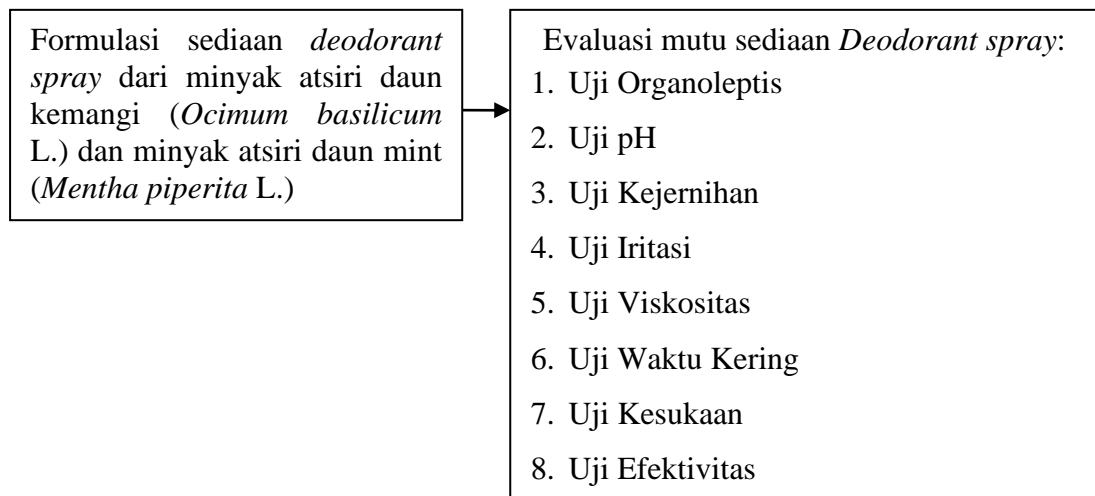 Formulasi sediaan deodorant
spray dari minyak atsiri daun
kemangi (Ocimum basilicum
L.) dan minyak atsiri daun mint
(Mentha piperita L.)
Evaluasi mutu sediaan Deodorant spray:
1. Uji Organoleptis
2. Uji pH
3. Uji Kejernihan
4. Uji Iritasi
5. Uji Viskositas
6. Uji Waktu Kering
7. Uji Kesukaan
8. Uji Efektivitas